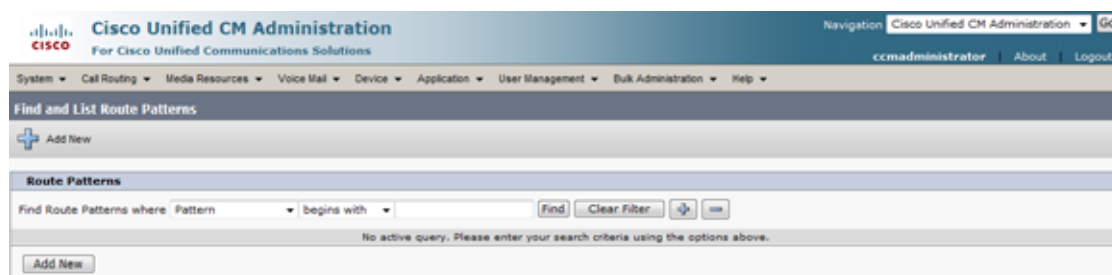 Cisco Unified CM Administration
Navigation Cisco Unified CM Administration
CISCO For Cisco Unified Communications Solutions
ccmadministrator | About | Logout
System Call Routing Media Resources Voice Mail Device Application User Management Bulk Administration Help
Find and List Route Patterns
Add New
Route Patterns
Find Route Patterns where Pattern begins with Find Clear Filter
No active query. Please enter your search criteria using the options above.
Add New